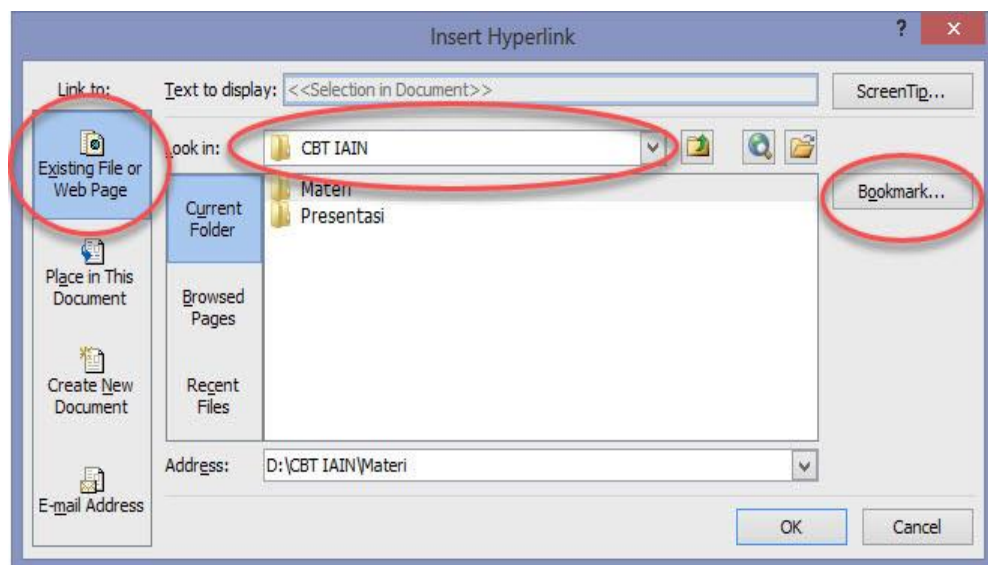 Insert Hyperlink
?
Link to:
Text to display: <<Selection in Document>>
ScreenTip...
Existing File or
Web Page
Look in:
CBT IAIN
Bookmark...
Current
Folder
Materi
Presentasi
Place in This
Document
Browsed
Pages
Create New
Document
Recent
Files
Address: D:\CBT IAIN\Materi
E-mail Address
OK
Cancel